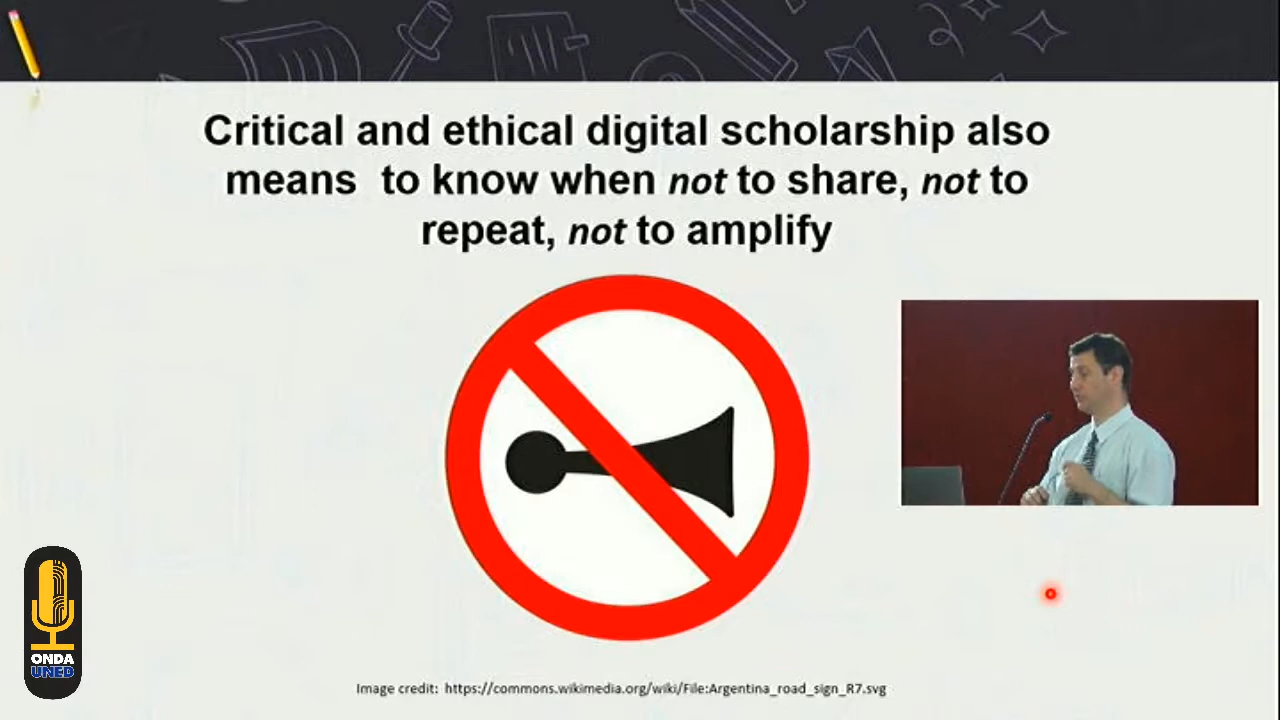 Critical and ethical digital scholarship also
means  to know when not to share, not to
repeat, not to amplify
ONDA
UNED
Image credit:  https://commons.wikimedia.org/wiki/File:Argentina_road_sign_R7.svg